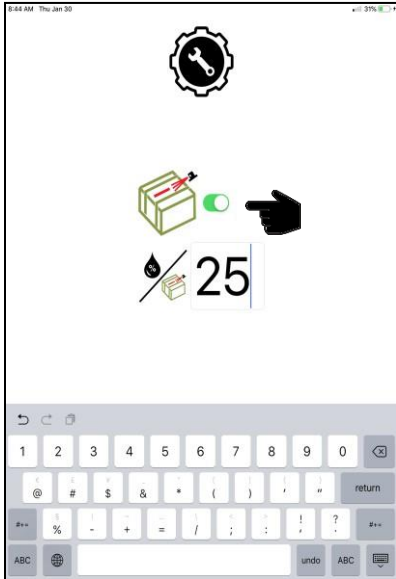 8:44 AM Thu Jan 30
31%
%
25
1 2 3 4 5 6 7 8 9 0
@ # $ & * ( ) ' " return
#+= % - + = / ; : ! ? #+=
ABC undo ABC